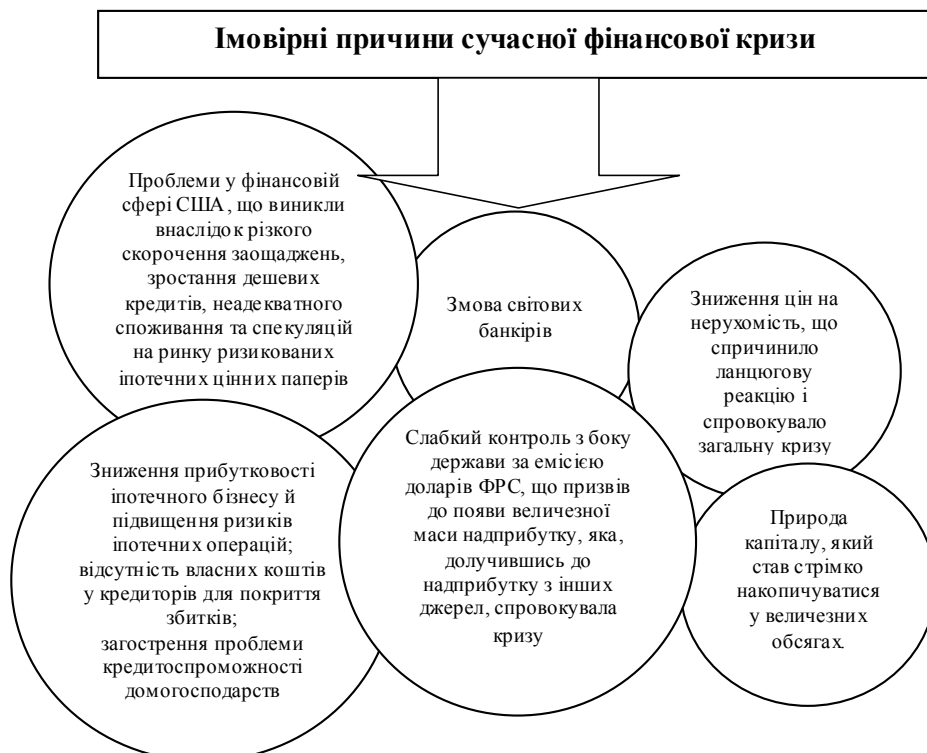 Імовірні причини сучасної фінансової кризи
Проблеми у фінансовій
сфері США, що виникли
внаслідок різкого
скорочення заощаджень,
зростання дешевих
кредитів, неадекватного
споживання та спекуляцій
на ринку ризикованих
іпотечних цінних паперів
Змова світових
банкірів
Зниження цін на
нерухомість, що
спричинило
ланцюгову
реакцію і
спровокувало
загальну кризу
Зниження прибутковості
іпотечного бізнесу й
підвищення ризиків
іпотечних операцій;
відсутність власних коштів
у кредиторів для покриття
збитків;
загострення проблеми
кредитоспроможності
домогосподарств
Слабкий контроль з боку
держави за емісією
доларів ФРС, що призвів
до появи величезної
маси надприбутку, яка,
долучившись до
надприбутку з інших
джерел, спровокувала
кризу
Природа
капіталу, який
став стрімко
накопичуватися
у величезних
обсягах.